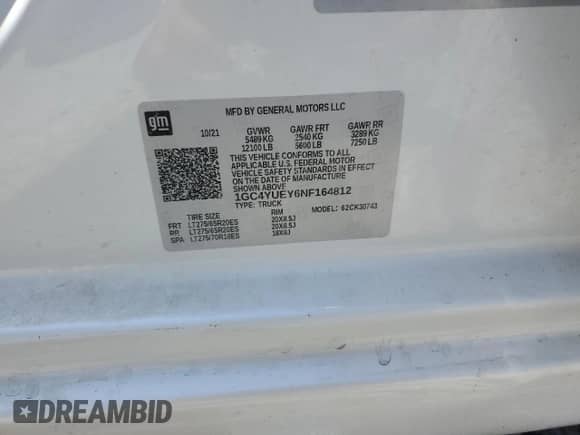 MFD BY GENERAL MOTORS LLC
gm
10/21 GVWR GAWR FRT GAWR RR
5489 KG 2540 KG 3289 KG
12100 LB 5600 LB 7250 LB
THIS VEHICLE CONFORMS TO ALL
APPLICABLE U.S. FEDERAL MOTOR
VEHICLE SAFETY STANDARDS IN EFFECT
ON THE DATE OF MANUFACTURE
SHOWN ABOVE
1GC4YUEY6NF164812
TYPE: TRUCK MODEL: 62CK30743
TIRE SIZE RIM
FRT LT275/65R20ES 20X8.5J
RR LT275/65R20ES 20X8.5J
SPA LT275/70R18ES 18X8J
DREAMBID